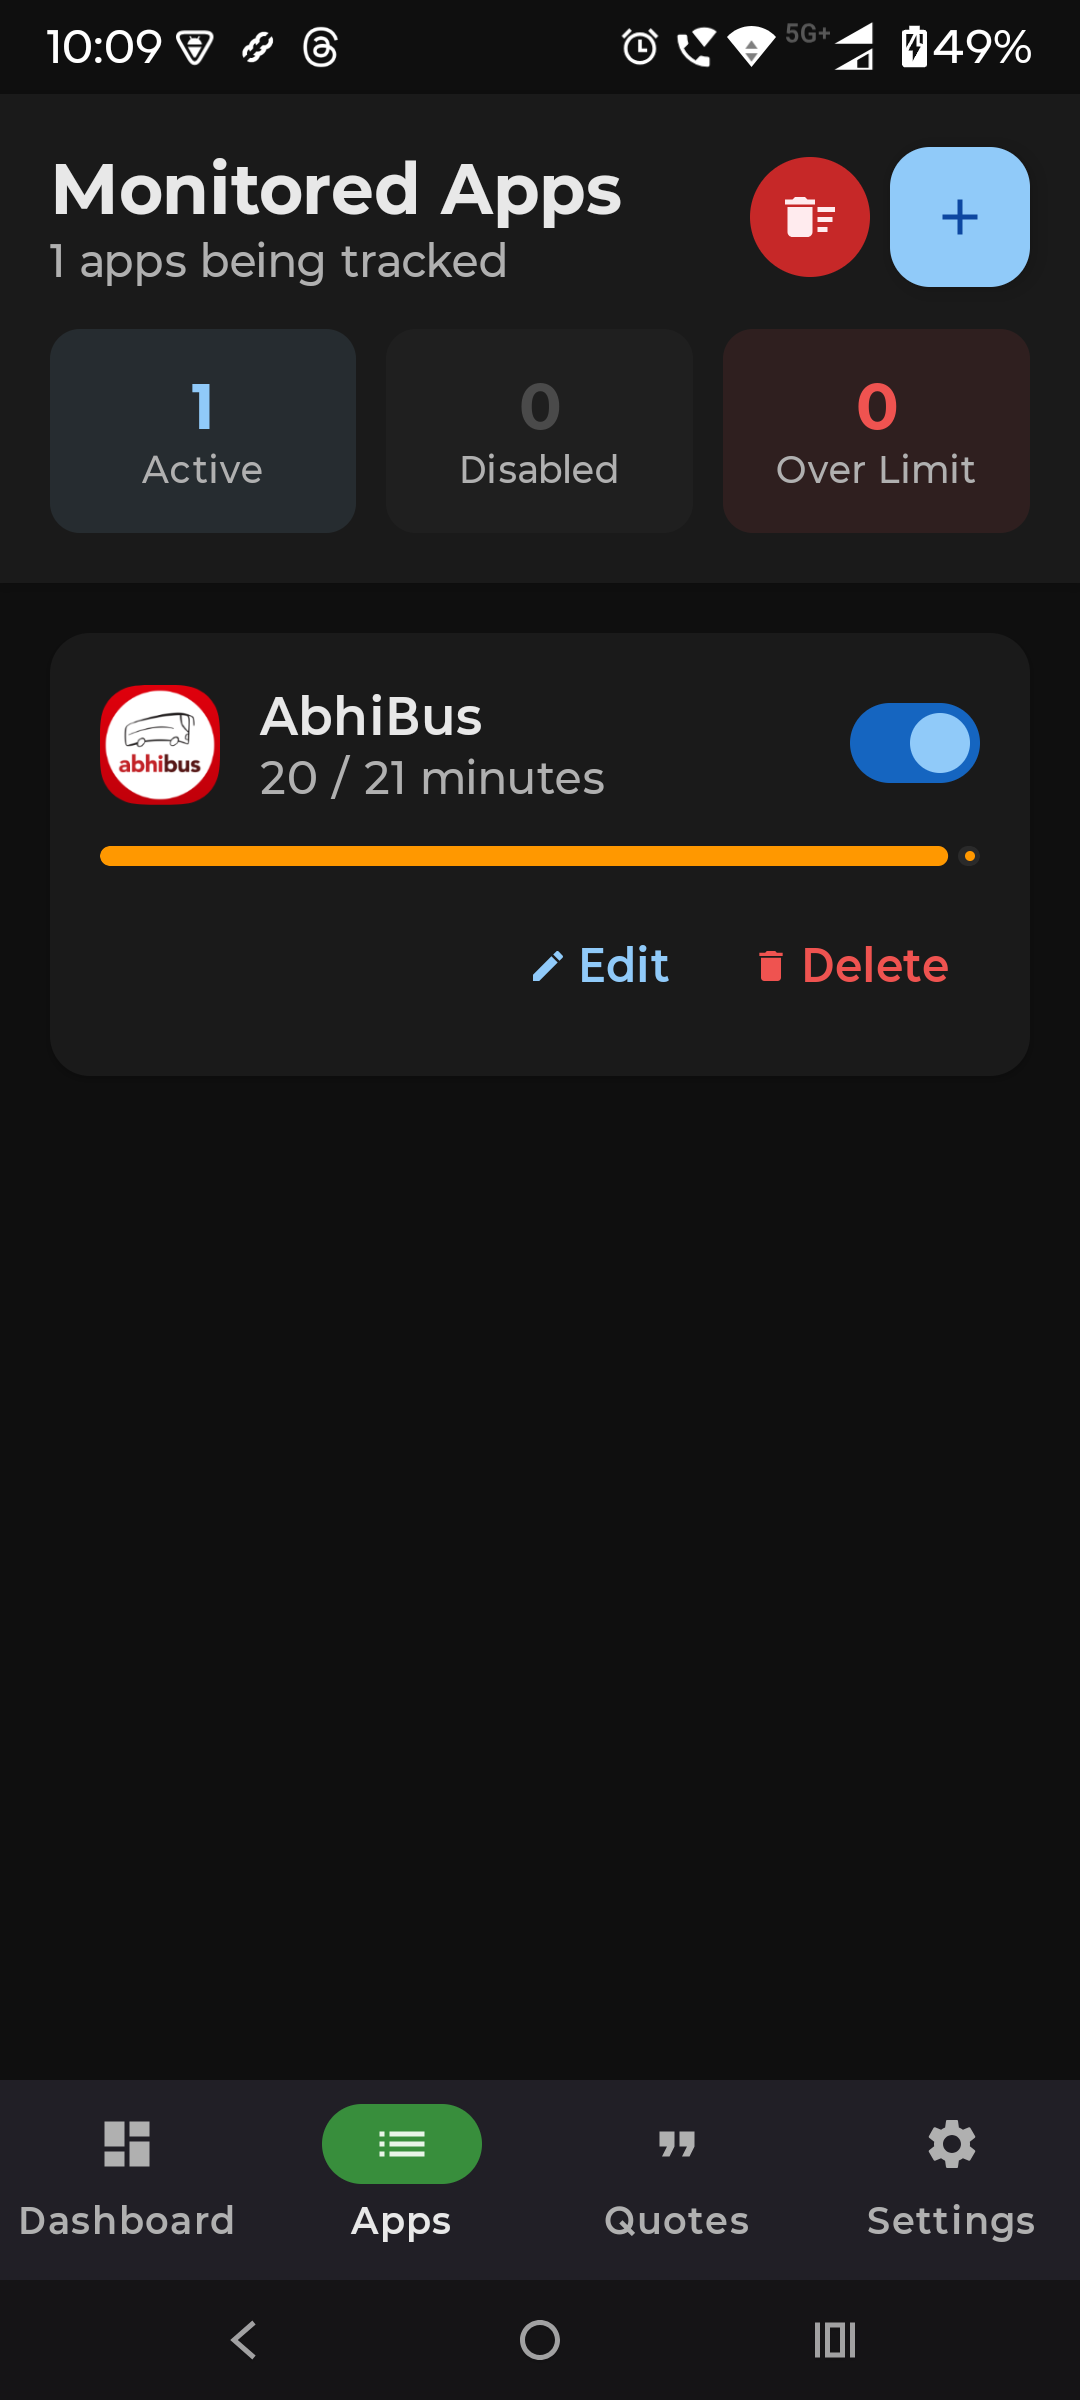 10:09
5G+
49%
Monitored Apps
1 apps being tracked
1
Active
0
Disabled
0
Over Limit
abhibus
AbhiBus
20 / 21 minutes
Edit
Delete
Dashboard
Apps
Quotes
Settings